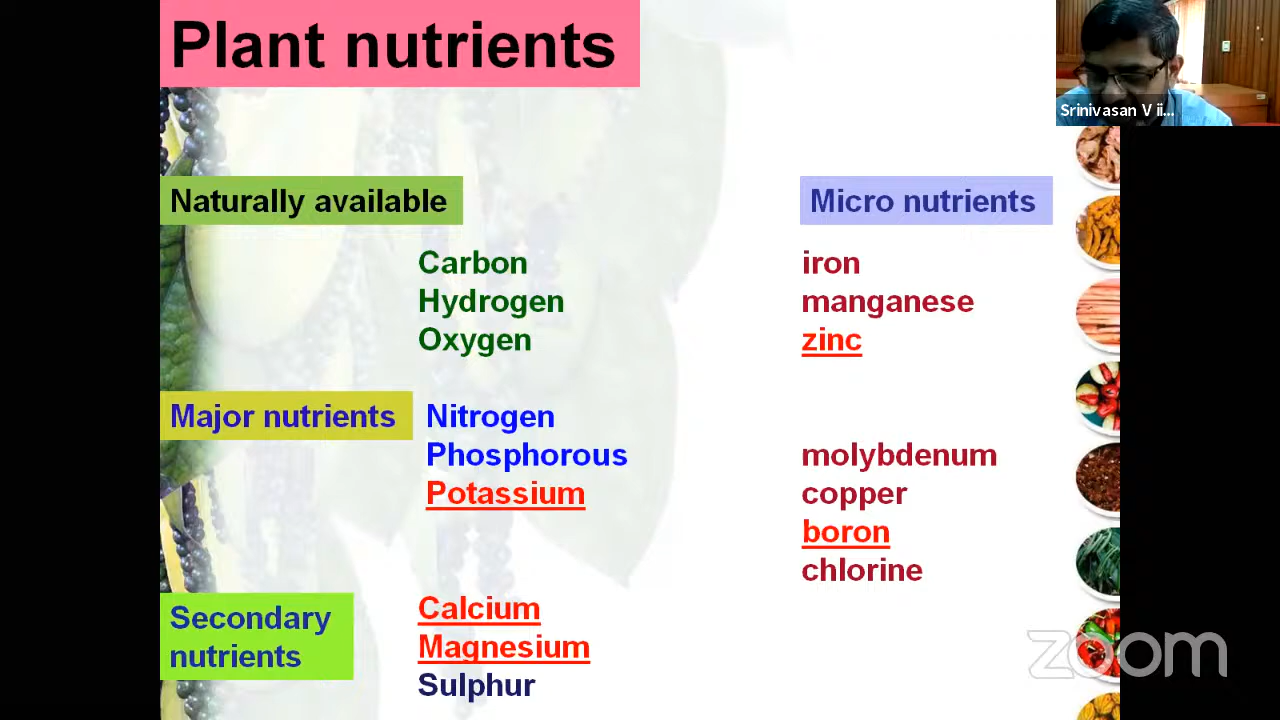 Plant nutrients
Srinivasan V ii...
Naturally available
Carbon
Hydrogen
Oxygen
Major nutrients
Nitrogen
Phosphorous
Potassium
Secondary
nutrients
Calcium
Magnesium
Sulphur
Micro nutrients
iron
manganese
zinc
molybdenum
copper
boron
chlorine
zoom